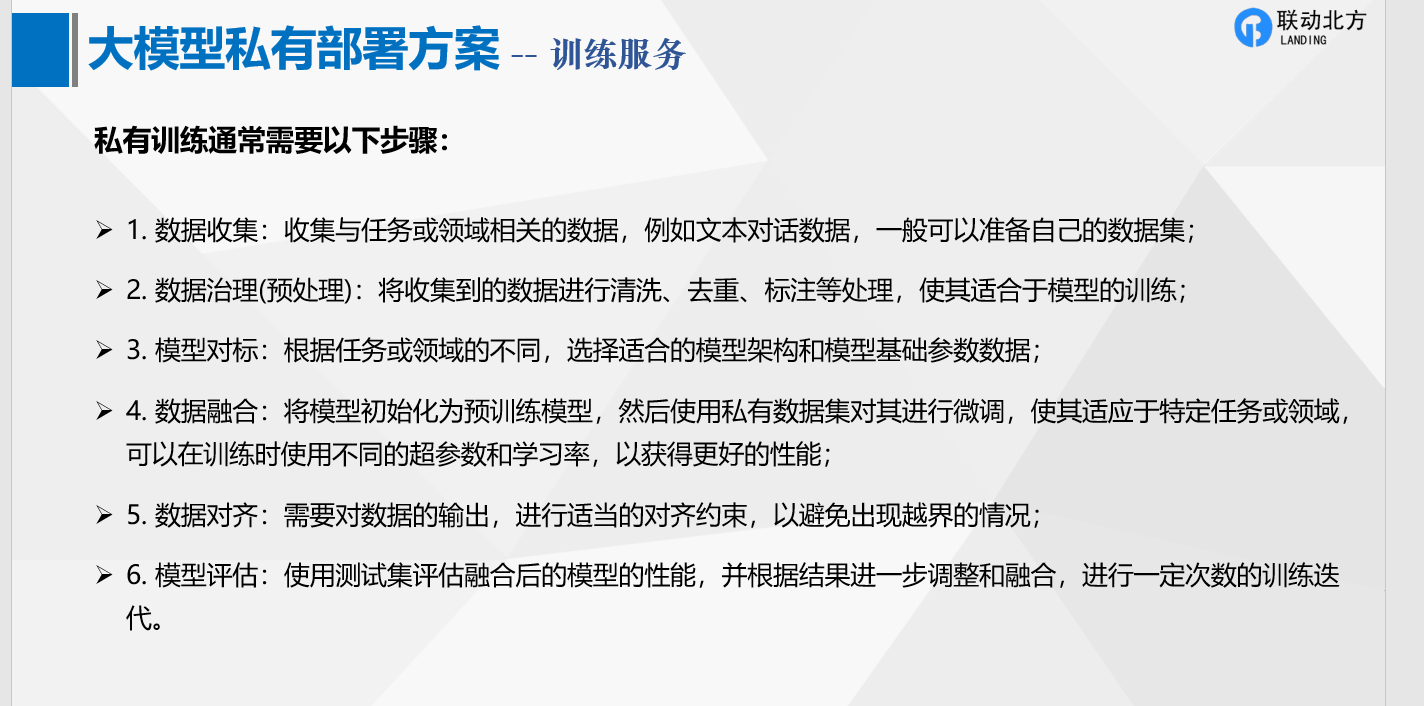 大模型私有部署方案 -- 训练服务
联动北方
LANDING
私有训练通常需要以下步骤：
➢ 1. 数据收集：收集与任务或领域相关的数据，例如文本对话数据，一般可以准备自己的数据集；
➢ 2. 数据治理(预处理)：将收集到的数据进行清洗、去重、标注等处理，使其适合于模型的训练；
➢ 3. 模型对标：根据任务或领域的不同，选择适合的模型架构和模型基础参数数据；
➢ 4. 数据融合：将模型初始化为预训练模型，然后使用私有数据集对其进行微调，使其适应于特定任务或领域，
可以在训练时使用不同的超参数和学习率，以获得更好的性能；
➢ 5. 数据对齐：需要对数据的输出，进行适当的对齐约束，以避免出现越界的情况；
➢ 6. 模型评估：使用测试集评估融合后的模型的性能，并根据结果进一步调整和融合，进行一定次数的训练迭
代。